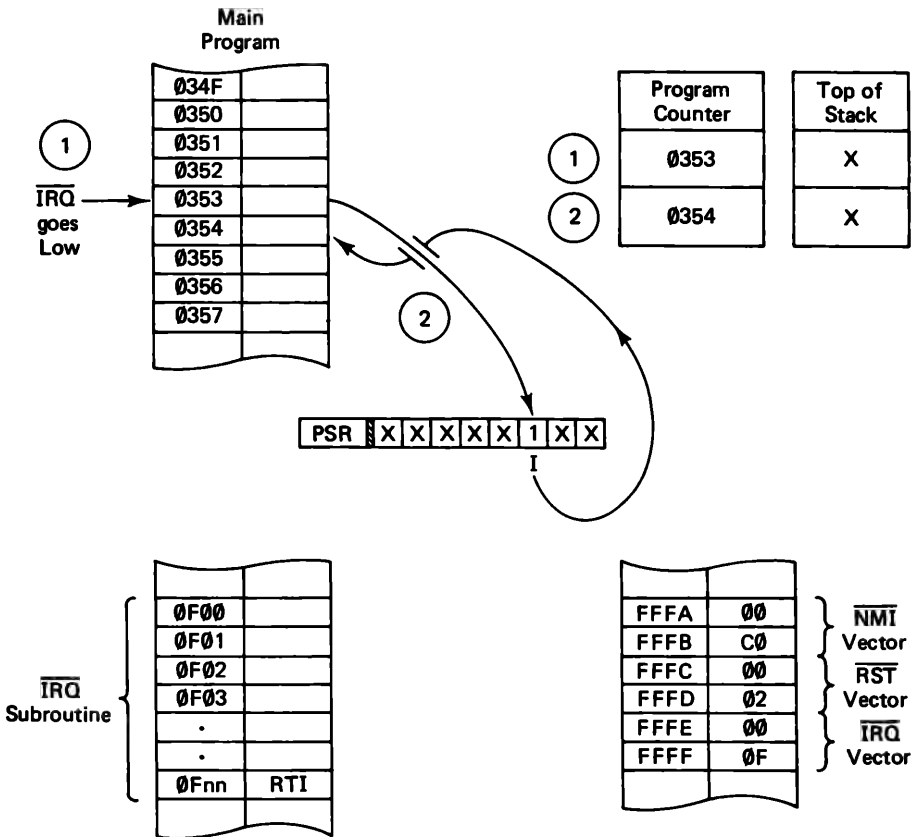 Main
Program
Ø34F
Ø35Ø
Ø351
Ø352
Ø353
Ø354
Ø355
Ø356
Ø357
1
IRQ
goes
Low
2
Program
Counter
Top of
Stack
1
Ø353
X
2
Ø354
X
PSR X X X X X 1 X X
I
IRQ
Subroutine
ØFØØ
ØFØ1
ØFØ2
ØFØ3
.
.
ØFnn RTI
FFFA ØØ
FFFB CØ
FFFC ØØ
FFFD Ø2
FFFE ØØ
FFFF ØF
NMI
Vector
RST
Vector
IRQ
Vector